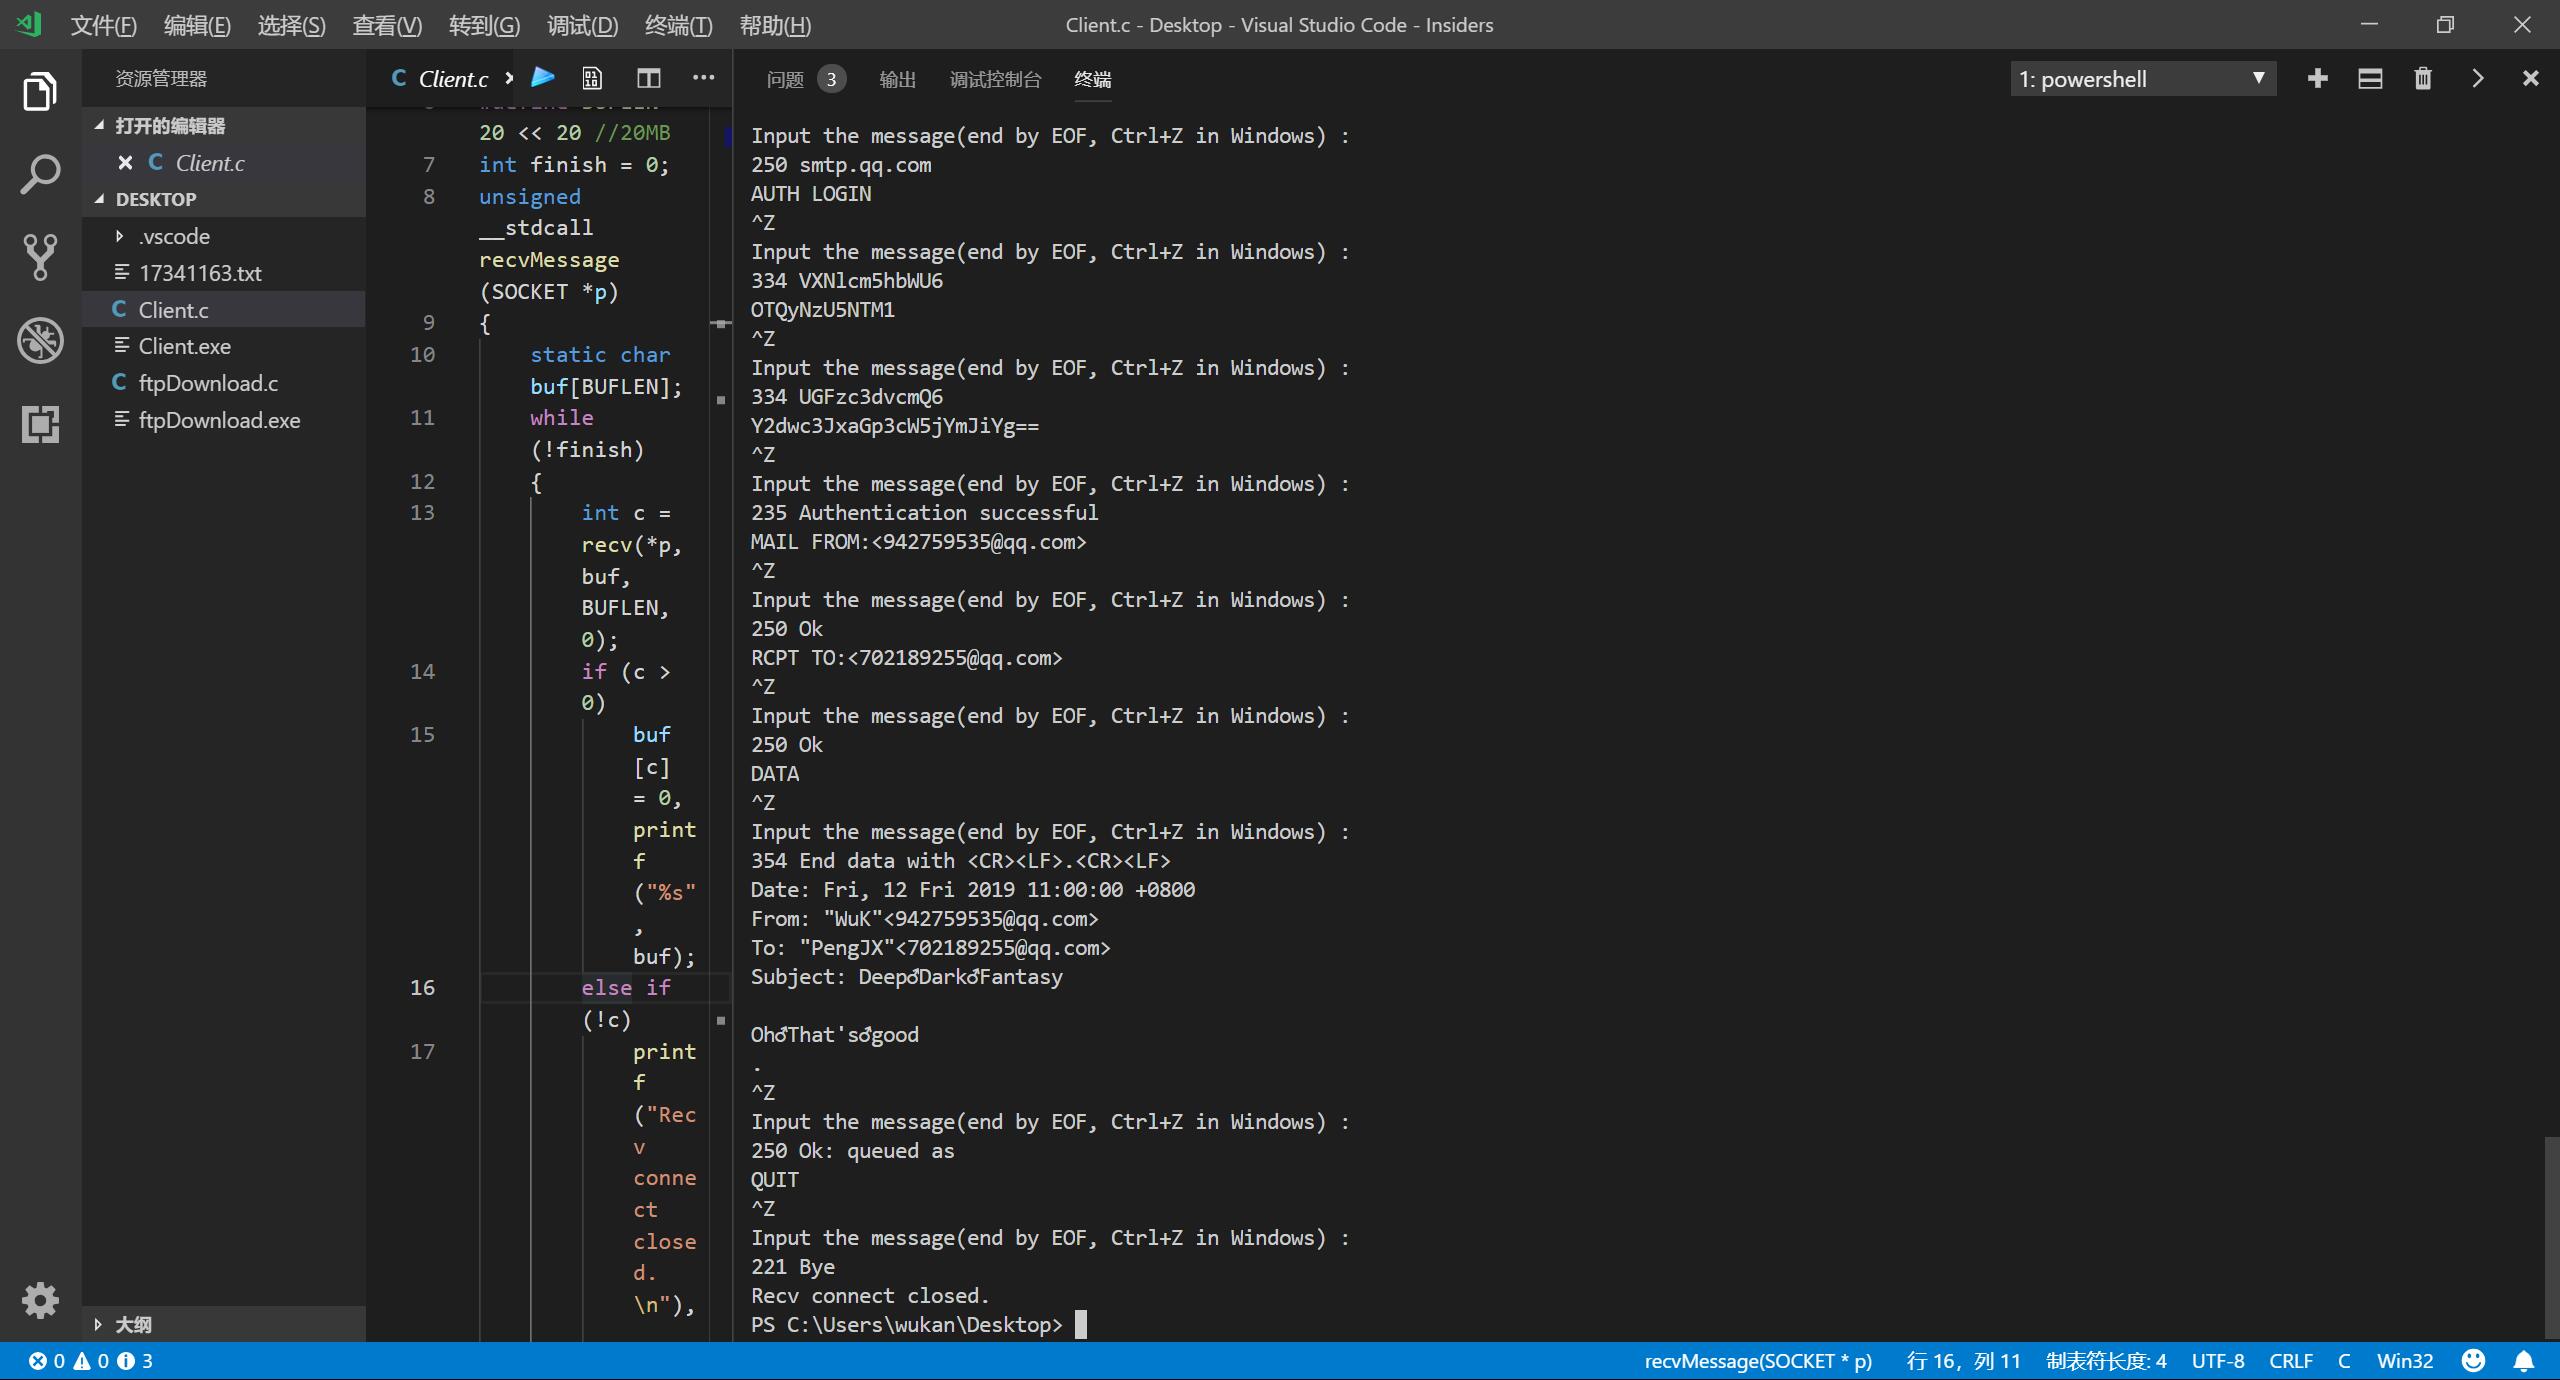 文件(F) 编辑(E) 选择(S) 查看(V) 转到(G) 调试(D) 终端(T) 帮助(H)
Client.c - Desktop - Visual Studio Code - Insiders
资源管理器
打开的编辑器
Client.c
DESKTOP
.vscode
17341163.txt
Client.c
Client.exe
ftpDownload.c
ftpDownload.exe
大纲
Client.c
20 << 20 //20MB
7 int finish = 0;
8 unsigned
__stdcall
recvMessage
(SOCKET *p)
9 {
10 static char
buf[BUFLEN];
11 while
(!finish)
12 {
13 int c =
recv(*p,
buf,
BUFLEN,
0);
14 if (c >
0)
15 buf
[c]
= 0,
print
f
("%s"
,
buf);
16 else if
(!c)
17 print
f
("Rec
v
conne
ct
close
d.
\n"),
问题 3 输出 调试控制台 终端
1: powershell
Input the message(end by EOF, Ctrl+Z in Windows) :
250 smtp.qq.com
AUTH LOGIN
^Z
Input the message(end by EOF, Ctrl+Z in Windows) :
334 VXNlcm5hbWU6
OTQyNzU5NTM1
^Z
Input the message(end by EOF, Ctrl+Z in Windows) :
334 UGFzc3dvcmQ6
Y2dwc3JxaGp3cW5jYmJiYg==
^Z
Input the message(end by EOF, Ctrl+Z in Windows) :
235 Authentication successful
MAIL FROM:<942759535@qq.com>
^Z
Input the message(end by EOF, Ctrl+Z in Windows) :
250 Ok
RCPT TO:<702189255@qq.com>
^Z
Input the message(end by EOF, Ctrl+Z in Windows) :
250 Ok
DATA
^Z
Input the message(end by EOF, Ctrl+Z in Windows) :
354 End data with <CR><LF>.<CR><LF>
Date: Fri, 12 Fri 2019 11:00:00 +0800
From: "WuK"<942759535@qq.com>
To: "PengJX"<702189255@qq.com>
Subject: Deep♂Dark♂Fantasy
Oh♂That's♂good
.
^Z
Input the message(end by EOF, Ctrl+Z in Windows) :
250 Ok: queued as
QUIT
^Z
Input the message(end by EOF, Ctrl+Z in Windows) :
221 Bye
Recv connect closed.
PS C:\Users\wukan\Desktop>
0 0 3
recvMessage(SOCKET * p) 行 16，列 11 制表符长度: 4 UTF-8 CRLF C Win32